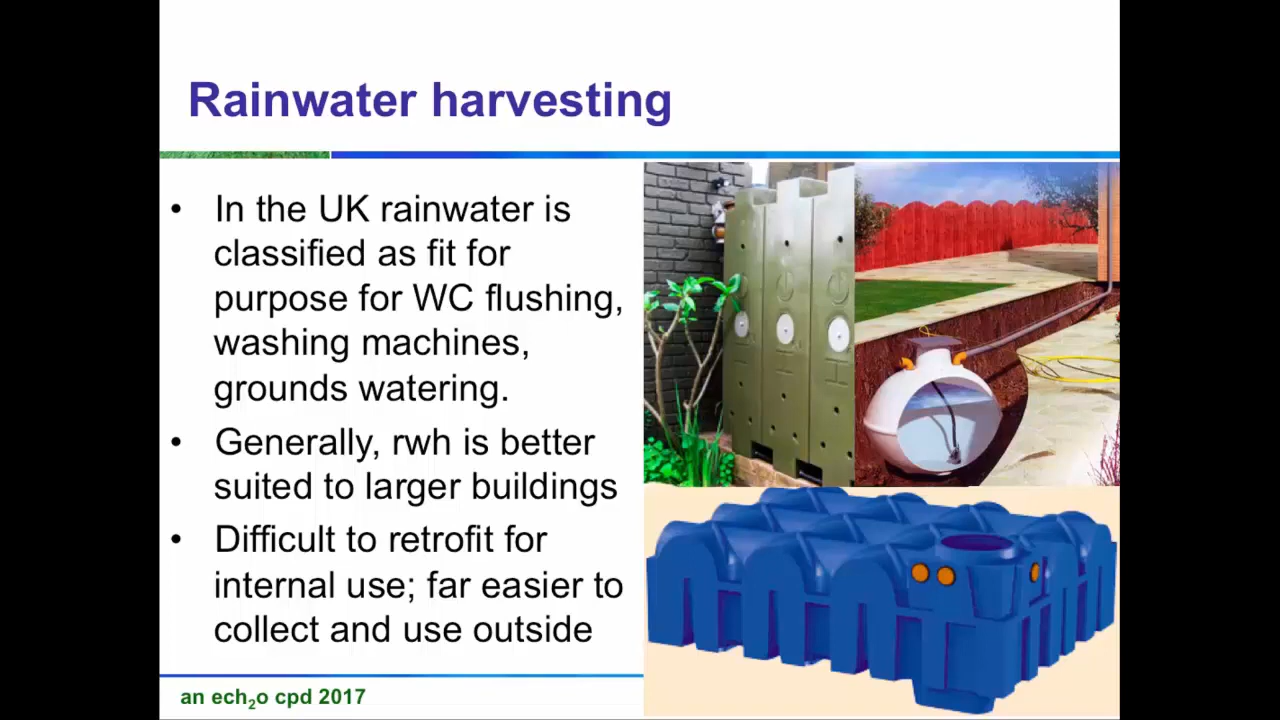 Rainwater harvesting
• In the UK rainwater is
classified as fit for
purpose for WC flushing,
washing machines,
grounds watering.
• Generally, rwh is better
suited to larger buildings
• Difficult to retrofit for
internal use; far easier to
collect and use outside
an ech₂o cpd 2017